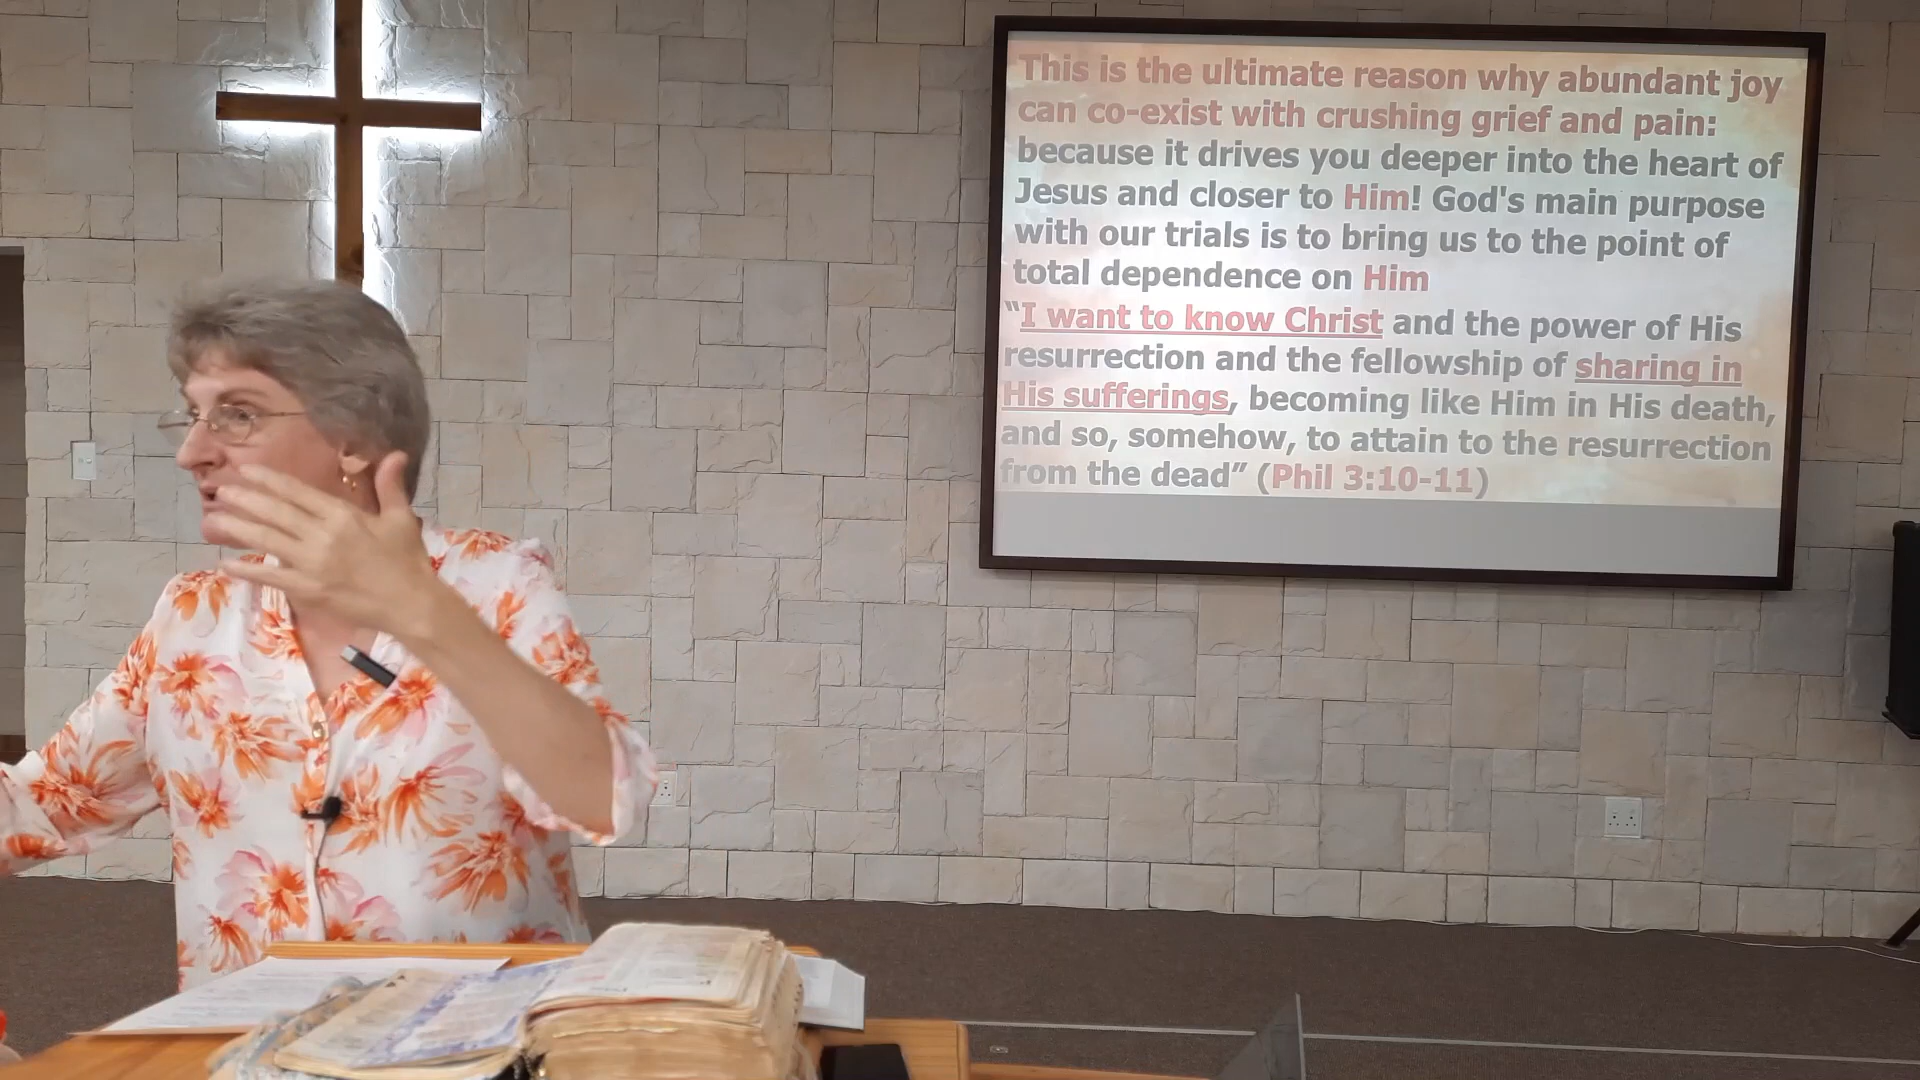 This is the ultimate reason why abundant joy
can co-exist with crushing grief and pain:
because it drives you deeper into the heart of
Jesus and closer to Him! God's main purpose
with our trials is to bring us to the point of
total dependence on Him
“I want to know Christ and the power of His
resurrection and the fellowship of sharing in
His sufferings, becoming like Him in His death,
and so, somehow, to attain to the resurrection
from the dead” (Phil 3:10-11)